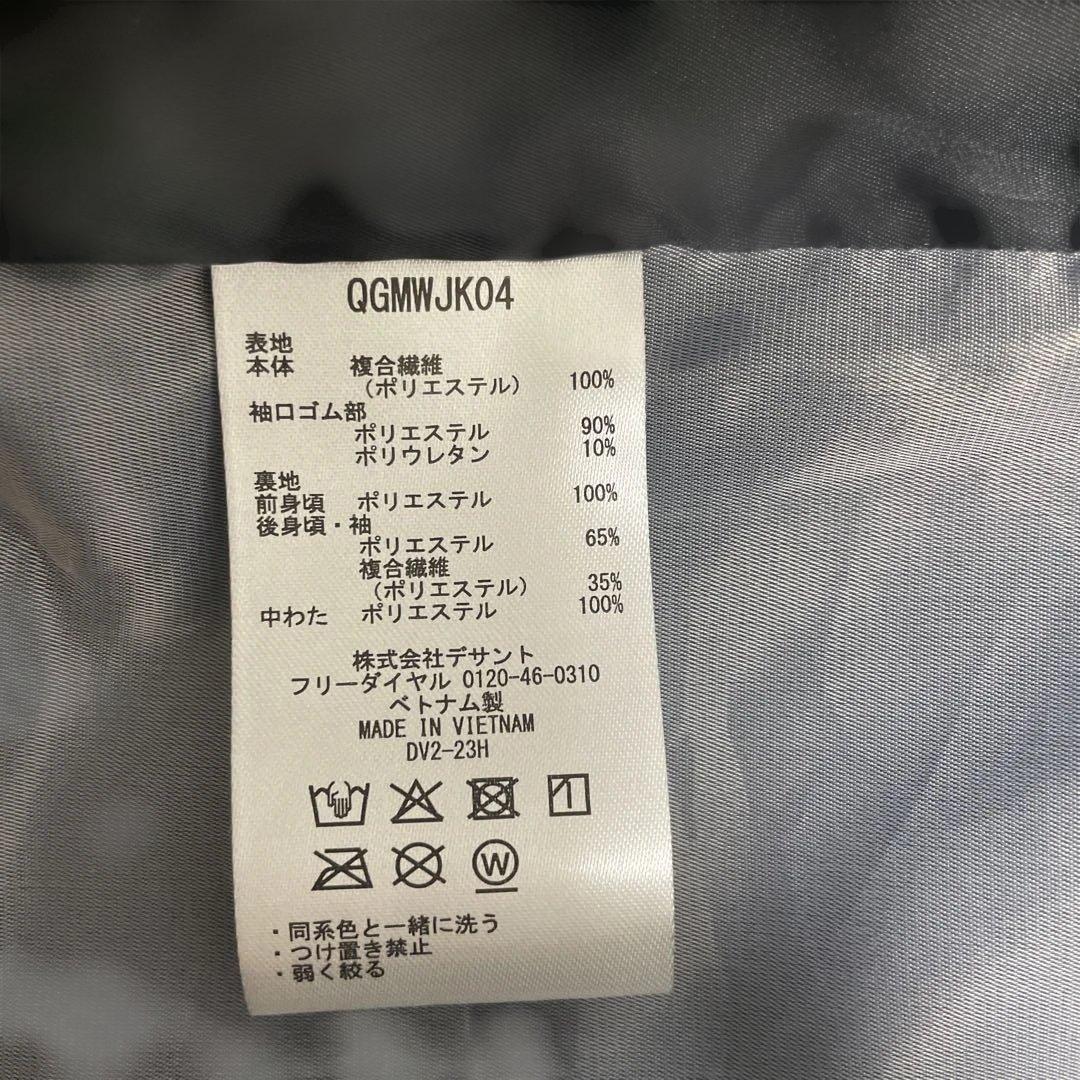 QGMWJK04
表地
本体 複合繊維
（ポリエステル） 100%
袖口ゴム部
ポリエステル 90%
ポリウレタン 10%
裏地
前身頃 ポリエステル 100%
後身頃・袖
ポリエステル 65%
複合繊維
（ポリエステル） 35%
中わた ポリエステル 100%
株式会社デサント
フリーダイヤル 0120-46-0310
ベトナム製
MADE IN VIETNAM
DV2-23H
W
・同系色と一緒に洗う
・つけ置き禁止
・弱く絞る